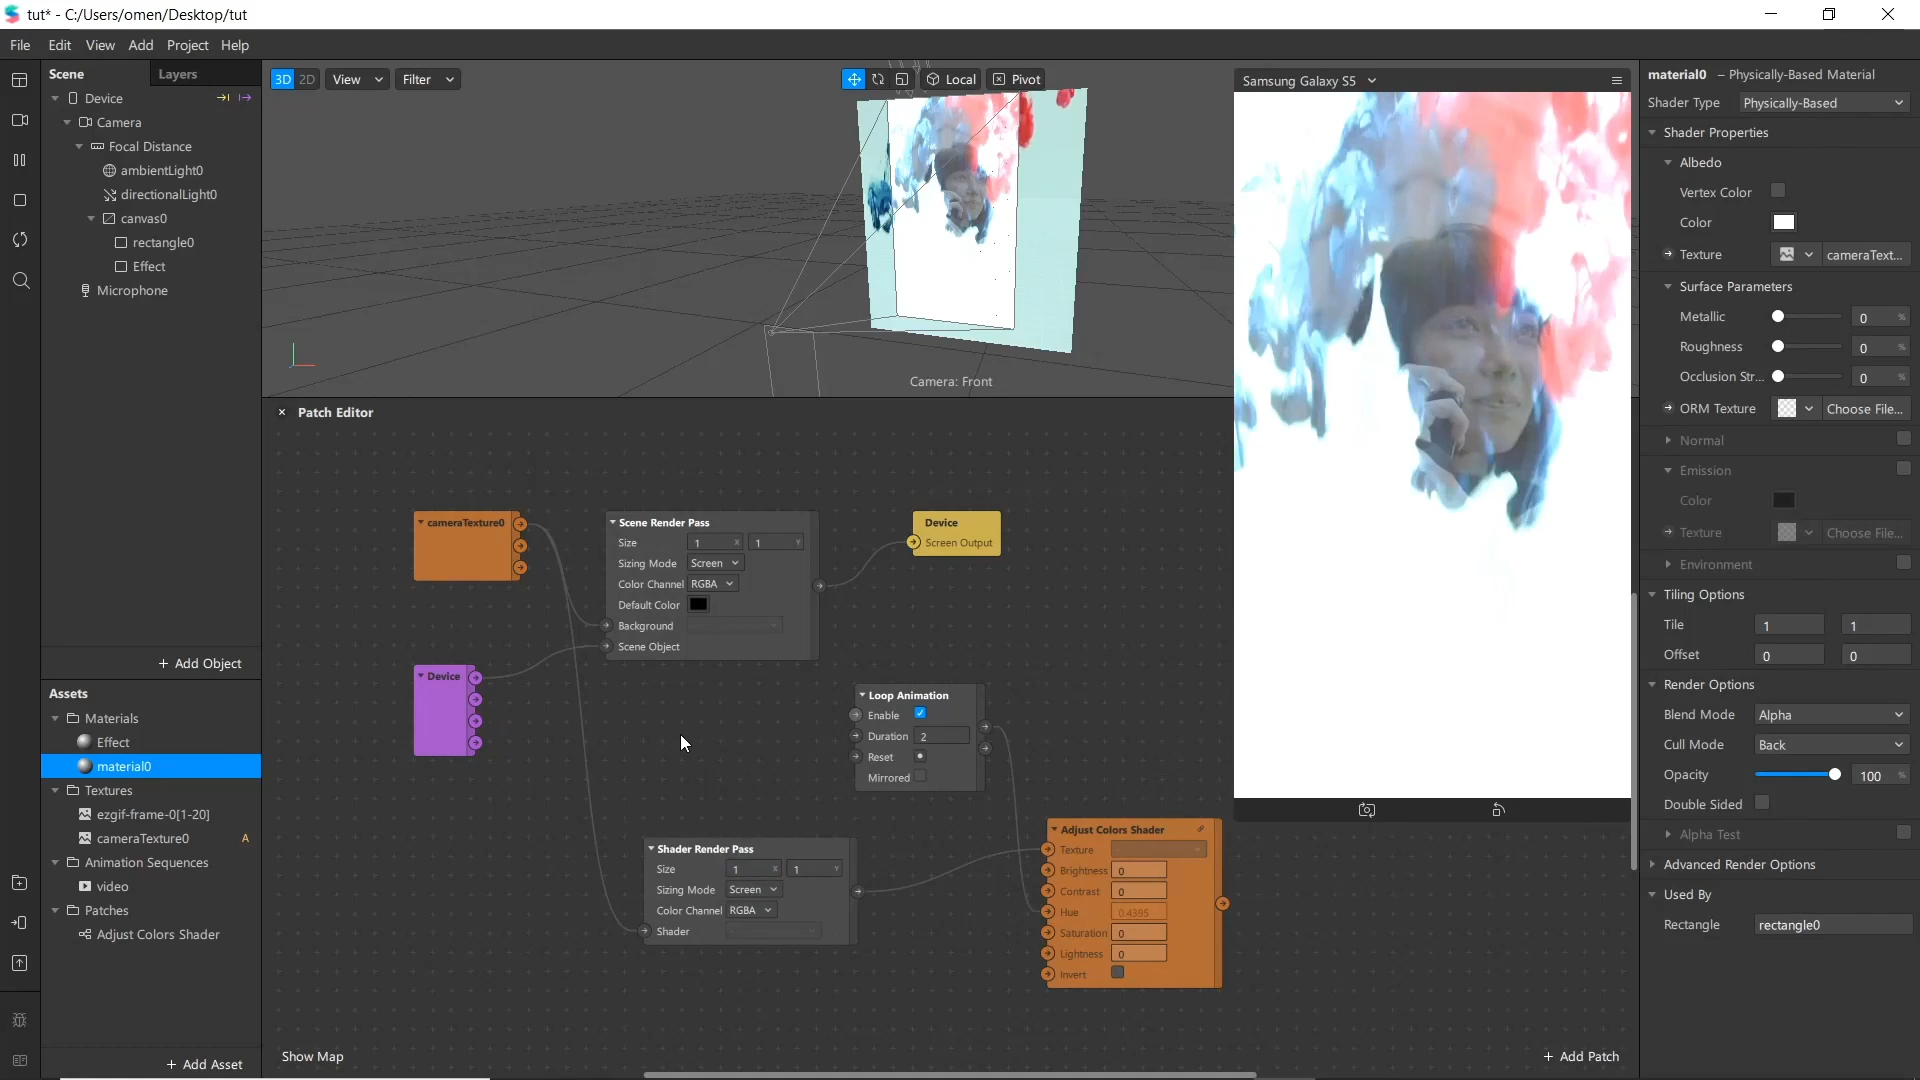 tut* - C:/Users/omen/Desktop/tut
File Edit View Add Project Help
Scene Layers
Device
Camera
Focal Distance
ambientLight0
directionalLight0
canvas0
rectangle0
Effect
Microphone
+ Add Object
Assets
Materials
Effect
material0
Textures
ezgif-frame-0[1-20]
cameraTexture0 A
Animation Sequences
video
Patches
Adjust Colors Shader
+ Add Asset
3D 2D View Filter
Local Pivot
Camera: Front
Patch Editor
cameraTexture0
Device
Scene Render Pass
Size 1 X 1 Y
Sizing Mode Screen
Color Channel RGBA
Default Color
Background
Scene Object
Device
Screen Output
Loop Animation
Enable
Duration 2
Reset
Mirrored
Shader Render Pass
Size 1 X 1 Y
Sizing Mode Screen
Color Channel RGBA
Shader
Adjust Colors Shader
Texture
Brightness 0
Contrast 0
Hue 0.4395
Saturation 0
Lightness 0
Invert
Show Map
+ Add Patch
Samsung Galaxy S5
material0 – Physically-Based Material
Shader Type Physically-Based
Shader Properties
Albedo
Vertex Color
Color
Texture cameraText...
Surface Parameters
Metallic 0 %
Roughness 0 %
Occlusion Str... 0 %
ORM Texture Choose File...
Normal
Emission
Color
Texture Choose File...
Environment
Tiling Options
Tile 1 1
Offset 0 0
Render Options
Blend Mode Alpha
Cull Mode Back
Opacity 100 %
Double Sided
Alpha Test
Advanced Render Options
Used By
Rectangle rectangle0